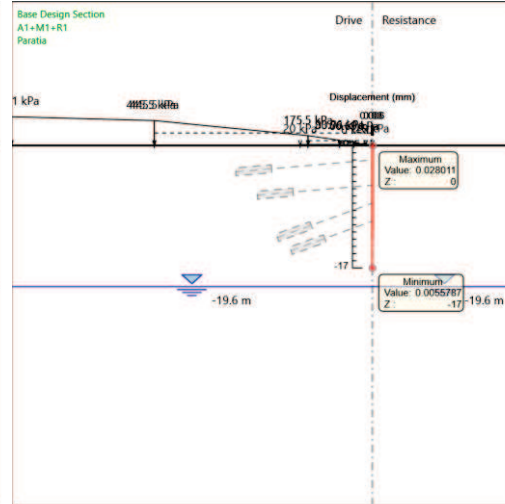 Base Design Section
A1+M1+R1
Paratia
Drive
Resistance
Displacement (mm)
1 kPa
175.5 kPa
20 kPa
Maximum
Value: 0.028011
Z : 0
-17
Minimum
Value: 0.0055787
Z : -17
-19.6 m
-19.6 m